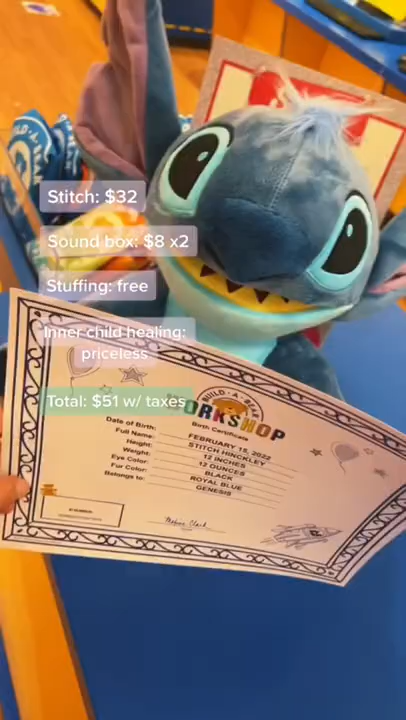 BUILD-A-BEAR
Stitch: $32
Sound box: $8 x2
Stuffing: free
Inner child healing:
priceless
Total: $51 w/ taxes
BUILD-A-BEAR
WORKSHOP
Birth Certificate
Date of Birth: FEBRUARY 15, 2022
Full Name: STITCH HINCKLEY
Height: 12 INCHES
Weight: 12 OUNCES
Eye Color: BLACK
Fur Color: ROYAL BLUE
Belongs to: GENESIS